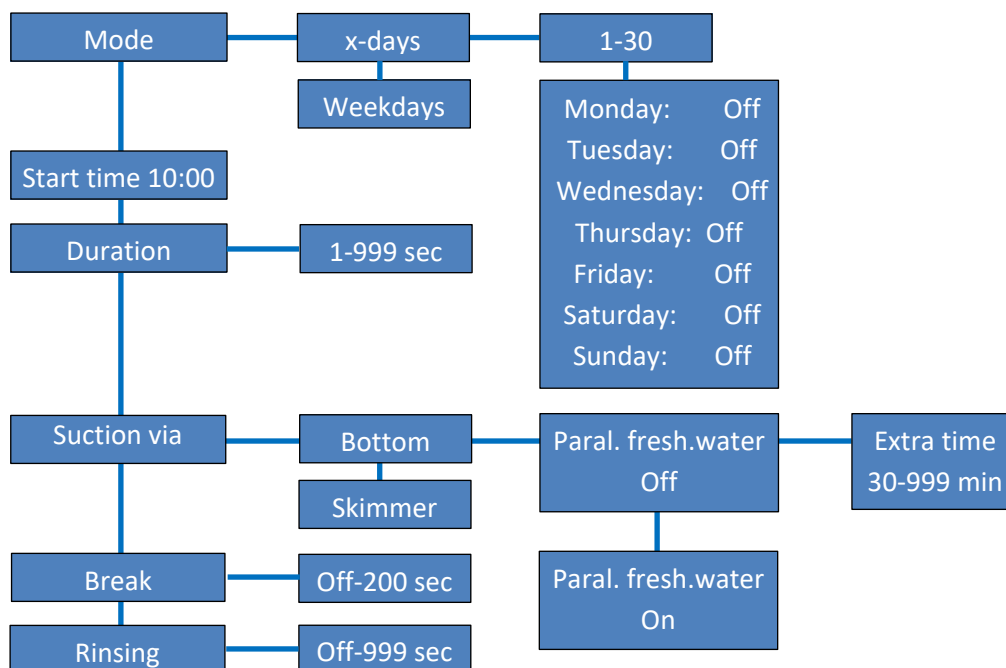 Mode
x-days
1-30
Weekdays
Monday: Off
Tuesday: Off
Wednesday: Off
Thursday: Off
Friday: Off
Saturday: Off
Sunday: Off
Start time 10:00
Duration
1-999 sec
Suction via
Bottom
Paral. fresh.water
Off
Extra time
30-999 min
Skimmer
Paral. fresh.water
On
Break
Off-200 sec
Rinsing
Off-999 sec